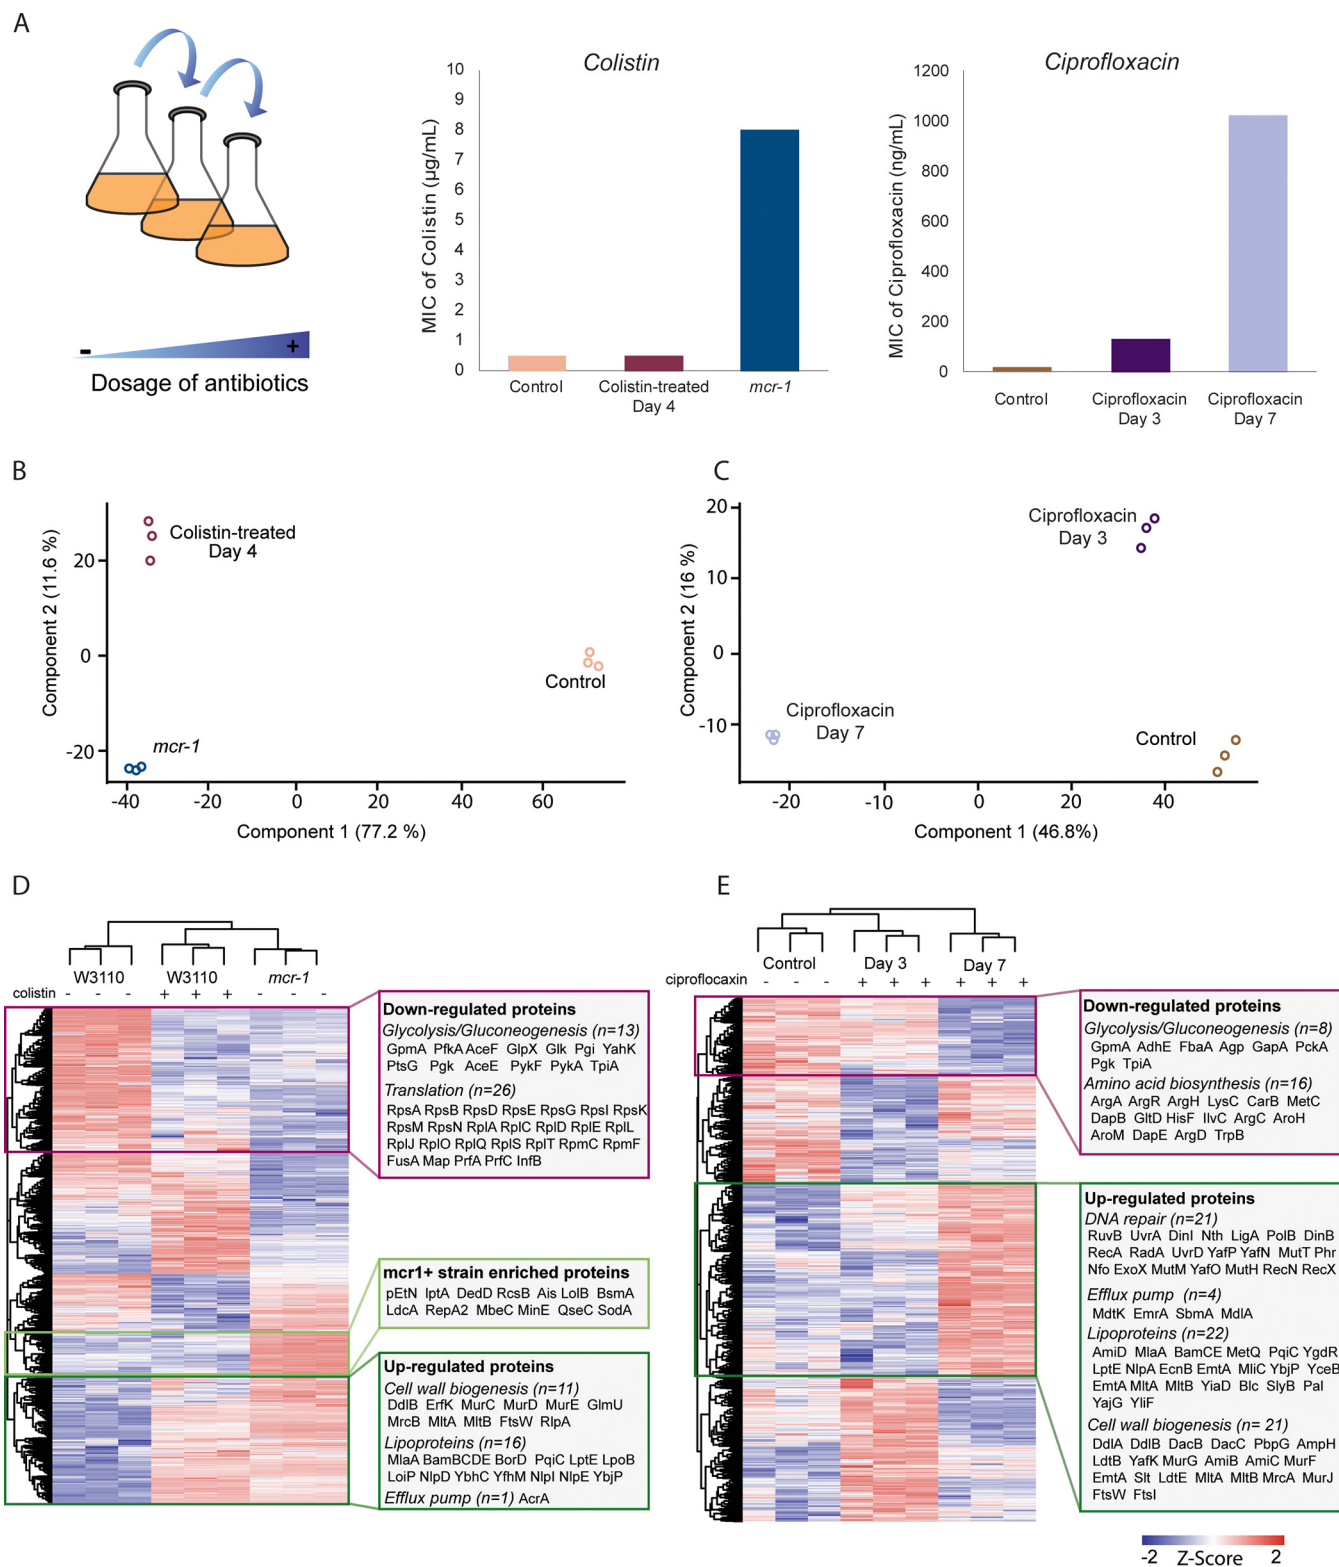 A
-
+
Dosage of antibiotics
Colistin
MIC of Colistin (µg/mL)
10
9
8
7
6
5
4
3
2
1
0
Control
Colistin-treated
Day 4
mcr-1
Ciprofloxacin
MIC of Ciprofloxacin (ng/mL)
1200
1000
800
600
400
200
0
Control
Ciprofloxacin
Day 3
Ciprofloxacin
Day 7
B
Component 2 (11.6 %)
20
0
-20
Colistin-treated
Day 4
Control
mcr-1
-40
-20
0
20
40
60
Component 1 (77.2 %)
C
Component 2 (16 %)
20
10
0
-10
Ciprofloxacin
Day 3
Ciprofloxacin
Day 7
Control
-20
-10
0
20
40
Component 1 (46.8%)
D
W3110
W3110
mcr-1
colistin - - - + + + - - -
Down-regulated proteins
Glycolysis/Gluconeogenesis (n=13)
GpmA PfkA AceF GlpX Glk Pgi YahK
PtsG Pgk AceE PykF PykA TpiA
Translation (n=26)
RpsA RpsB RpsD RpsE RpsG RpsI RpsK
RpsM RpsN RplA RplC RplD RplE RplL
RplJ RplO RplQ RplS RplT RpmC RpmF
FusA Map PrfA PrfC InfB
mcr1+ strain enriched proteins
pEtN IptA DedD RcsB Ais LolB BsmA
LdcA RepA2 MbeC MinE QseC SodA
Up-regulated proteins
Cell wall biogenesis (n=11)
DdlB ErfK MurC MurD MurE GlmU
MrcB MltA MltB FtsW RlpA
Lipoproteins (n=16)
MlaA BamBCDE BorD PqiC LptE LpoB
LoiP NlpD YbhC YfhM NlpI NlpE YbjP
Efflux pump (n=1) AcrA
E
Control
Day 3
Day 7
ciproflocaxin - - - + + + + + +
Down-regulated proteins
Glycolysis/Gluconeogenesis (n=8)
GpmA AdhE FbaA Agp GapA PckA
Pgk TpiA
Amino acid biosynthesis (n=16)
ArgA ArgR ArgH LysC CarB MetC
DapB GltD HisF IlvC ArgC AroH
AroM DapE ArgD TrpB
Up-regulated proteins
DNA repair (n=21)
RuvB UvrA DinI Nth LigA PolB DinB
RecA RadA UvrD YafP YafN MutT Phr
Nfo ExoX MutM YafO MutH RecN RecX
Efflux pump (n=4)
MdtK EmrA SbmA MdlA
Lipoproteins (n=22)
AmiD MlaA BamCE MetQ PqiC YgdR
LptE NlpA EcnB EmtA MliC YbjP YceB
EmtA MltA MltB YiaD Blc SlyB Pal
YajG YliF
Cell wall biogenesis (n= 21)
DdlA DdlB DacB DacC PbpG AmpH
LdtB YafK MurG AmiB AmiC MurF
EmtA Slt LdtE MltA MltB MrcA MurJ
FtsW FtsI
-2 Z-Score 2